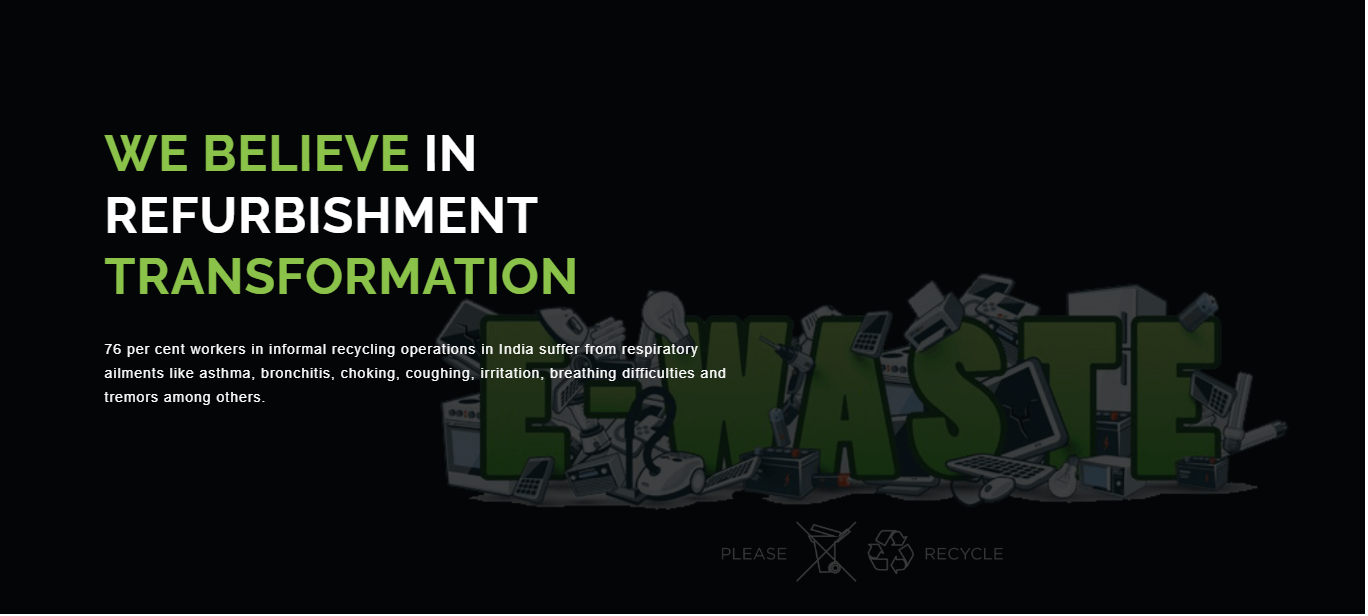 WE BELIEVE IN
REFURBISHMENT
TRANSFORMATION
76 per cent workers in informal recycling operations in India suffer from respiratory
ailments like asthma, bronchitis, choking, coughing, irritation, breathing difficulties and
tremors among others.
E-WASTE
PLEASE RECYCLE